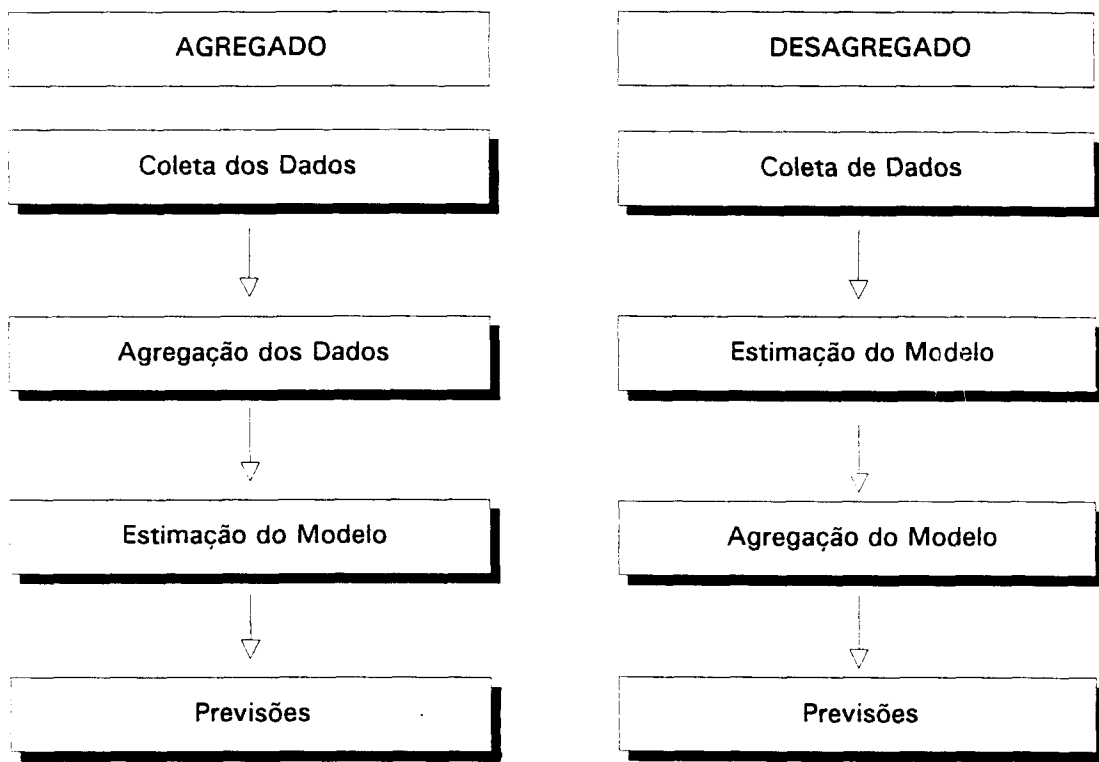 AGREGADO
Coleta dos Dados
Agregação dos Dados
Estimação do Modelo
Previsões
DESAGREGADO
Coleta de Dados
Estimação do Modelo
Agregação do Modelo
Previsões